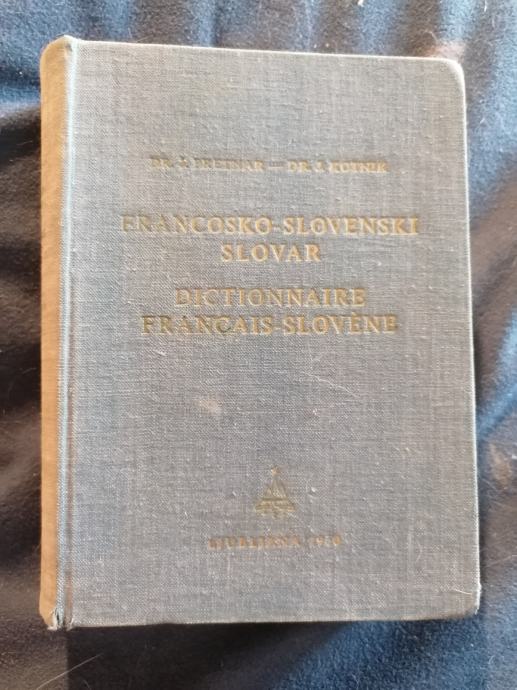 DR. J. PRETNAR — DR. J. KOTNIK
FRANCOSKO-SLOVENSKI
SLOVAR
DICTIONNAIRE
FRANÇAIS-SLOVÈNE
LJUBLJANA